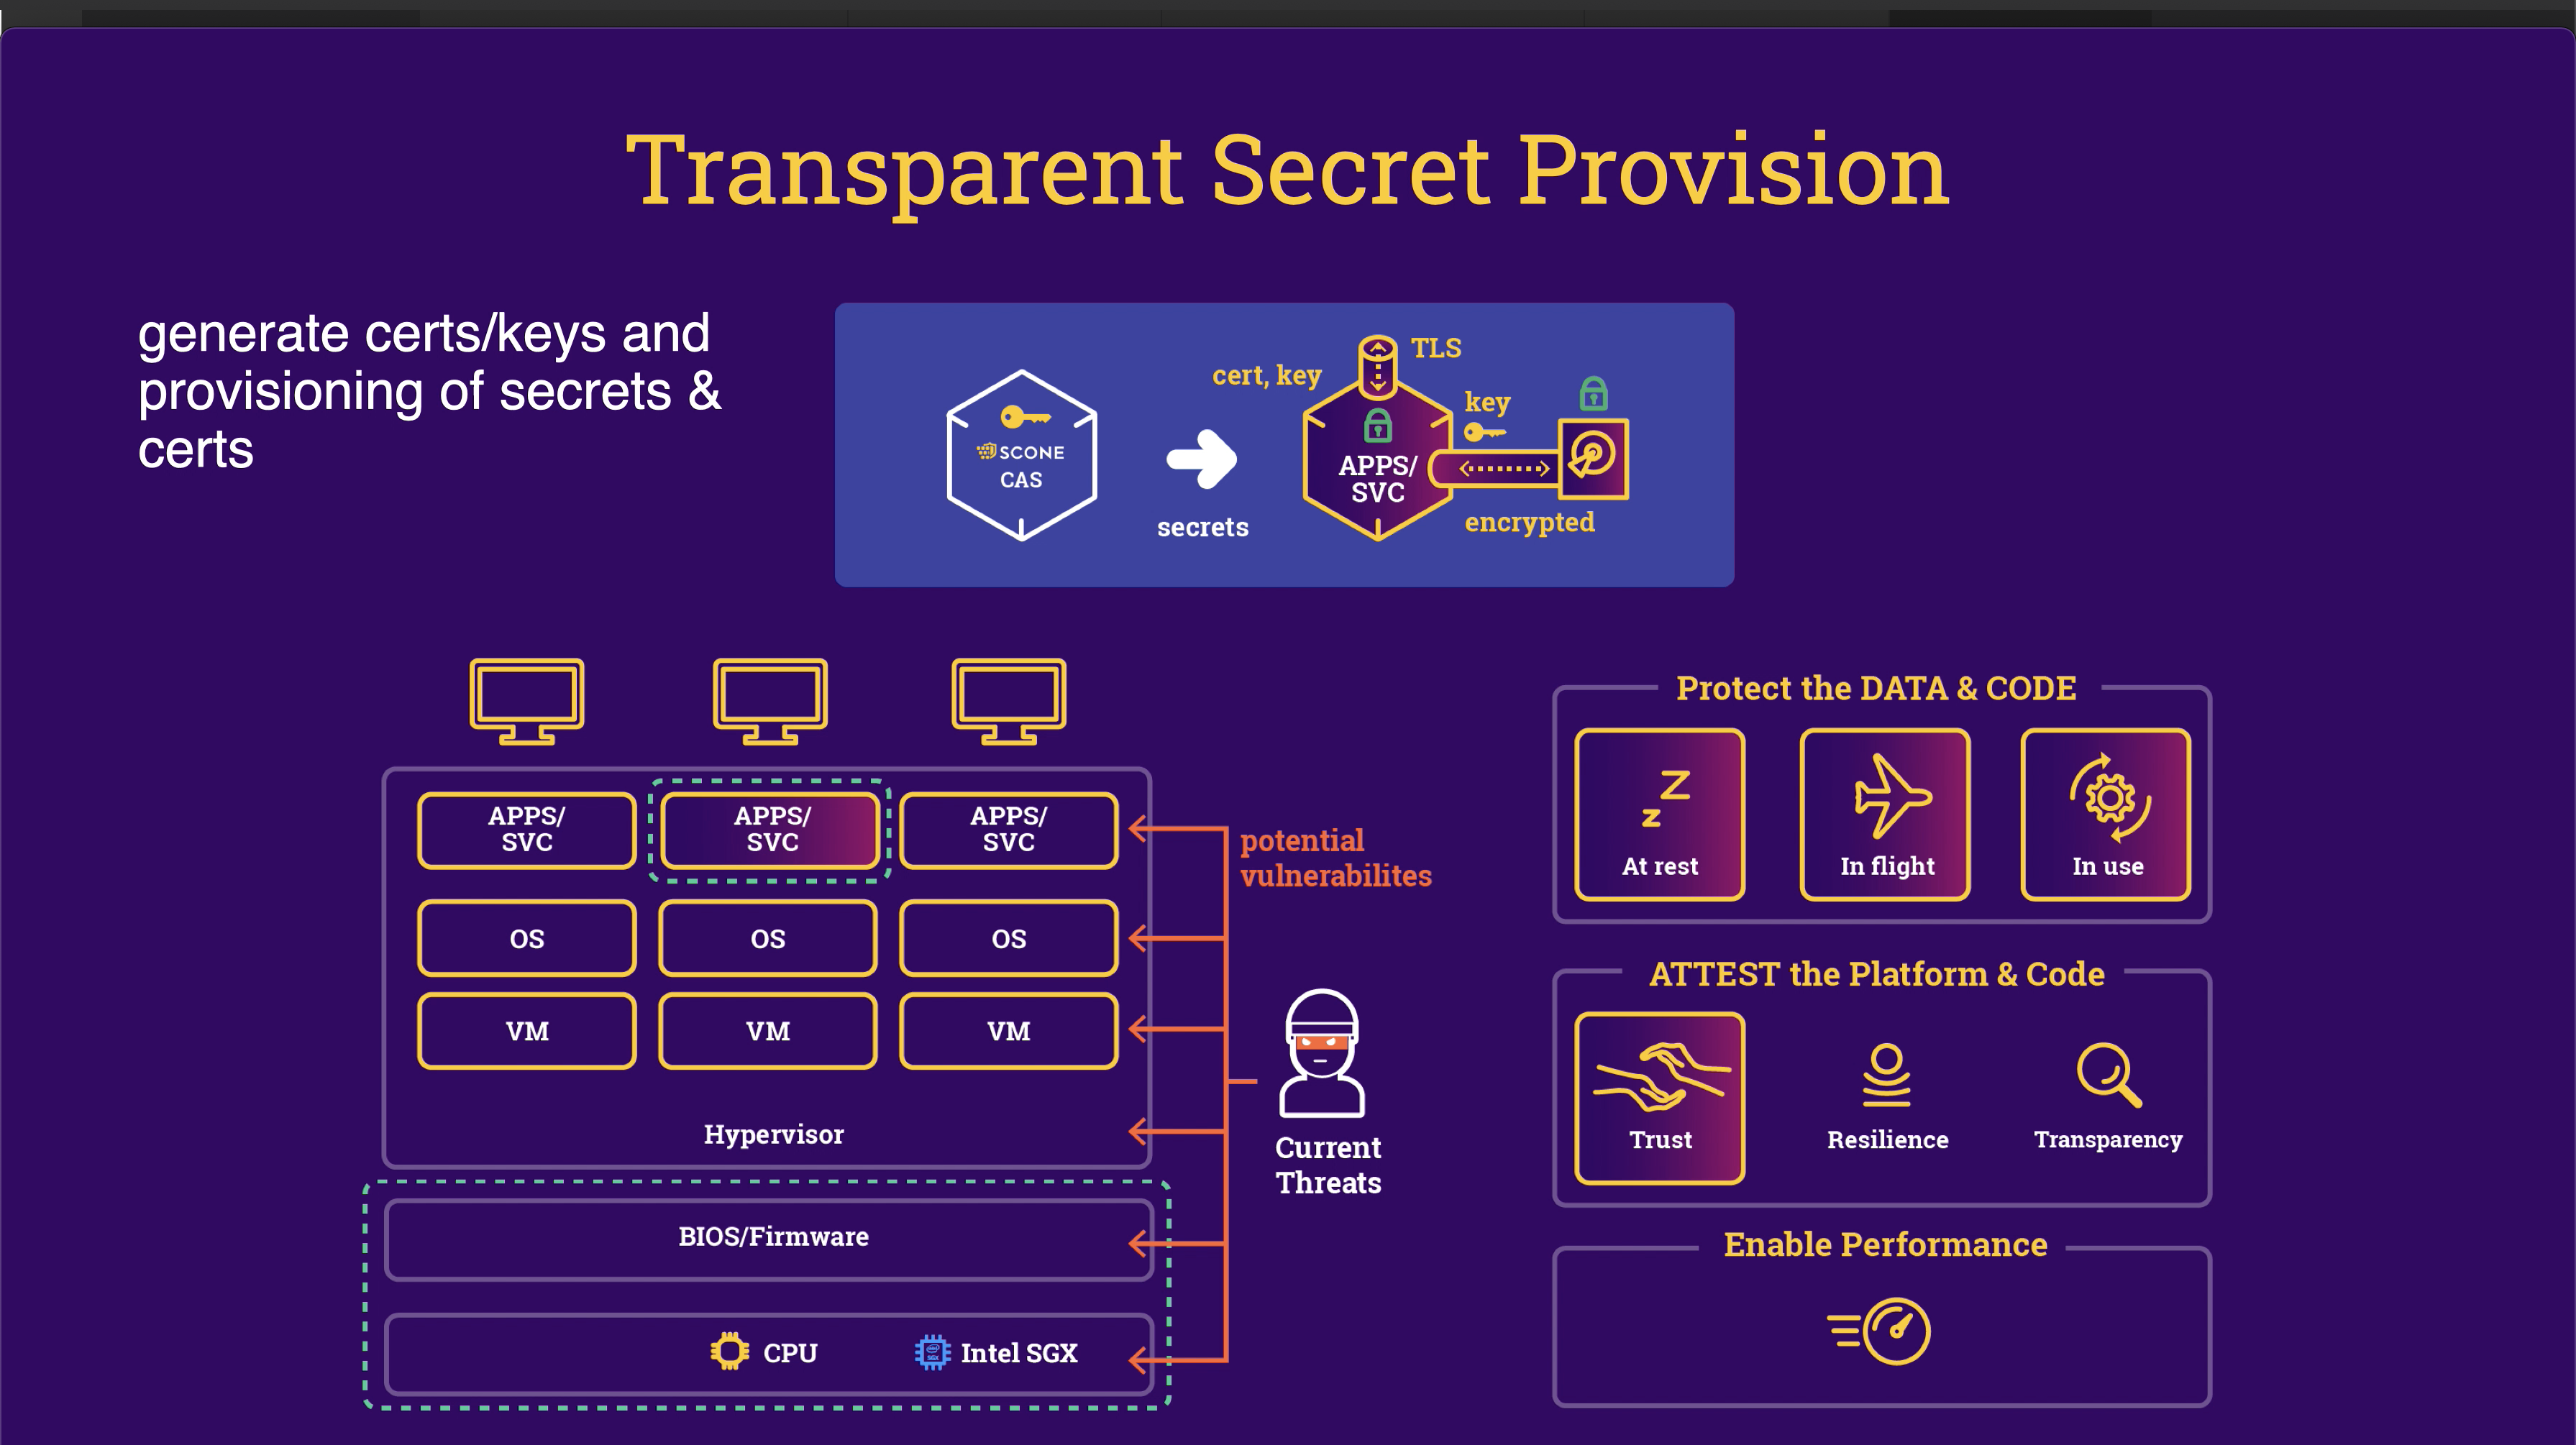 Transparent Secret Provision
generate certs/keys and
provisioning of secrets &
certs
SCONE
CAS
secrets
cert, key
TLS
APPS/
SVC
key
encrypted
APPS/
SVC
APPS/
SVC
APPS/
SVC
OS
OS
OS
VM
VM
VM
Hypervisor
BIOS/Firmware
CPU
Intel SGX
potential
vulnerabilites
Current
Threats
Protect the DATA & CODE
z Z
At rest
In flight
In use
ATTEST the Platform & Code
Trust
Resilience
Transparency
Enable Performance